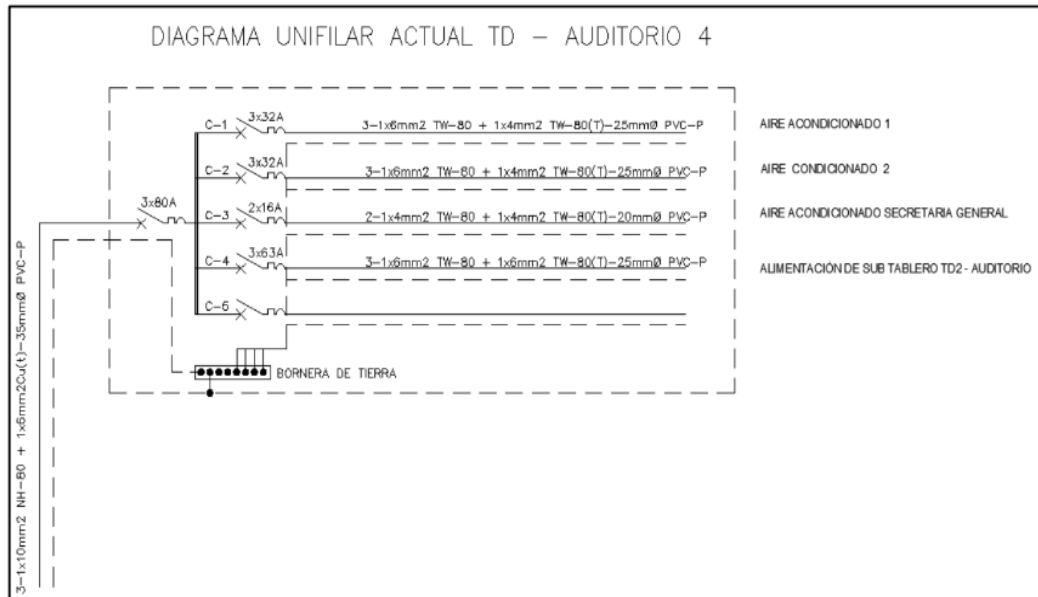 DIAGRAMA UNIFILAR ACTUAL TD - AUDITORIO 4
C-1 3x32A 3-1x6mm2 TW-80 + 1x4mm2 TW-80(T)-25mmØ PVC-P AIRE ACONDICIONADO 1
C-2 3x32A 3-1x6mm2 TW-80 + 1x4mm2 TW-80(T)-25mmØ PVC-P AIRE CONDICIONADO 2
3x80A
C-3 2x16A 2-1x4mm2 TW-80 + 1x4mm2 TW-80(T)-20mmØ PVC-P AIRE ACONDICIONADO SECRETARIA GENERAL
C-4 3x63A 3-1x6mm2 TW-80 + 1x6mm2 TW-80(T)-25mmØ PVC-P ALIMENTACIÓN DE SUB TABLERO TD2 - AUDITORIO
C-5
BORNERA DE TIERRA
3-1x10mm2 NH-80 + 1x6mm2Cu(t)-35mmØ PVC-P